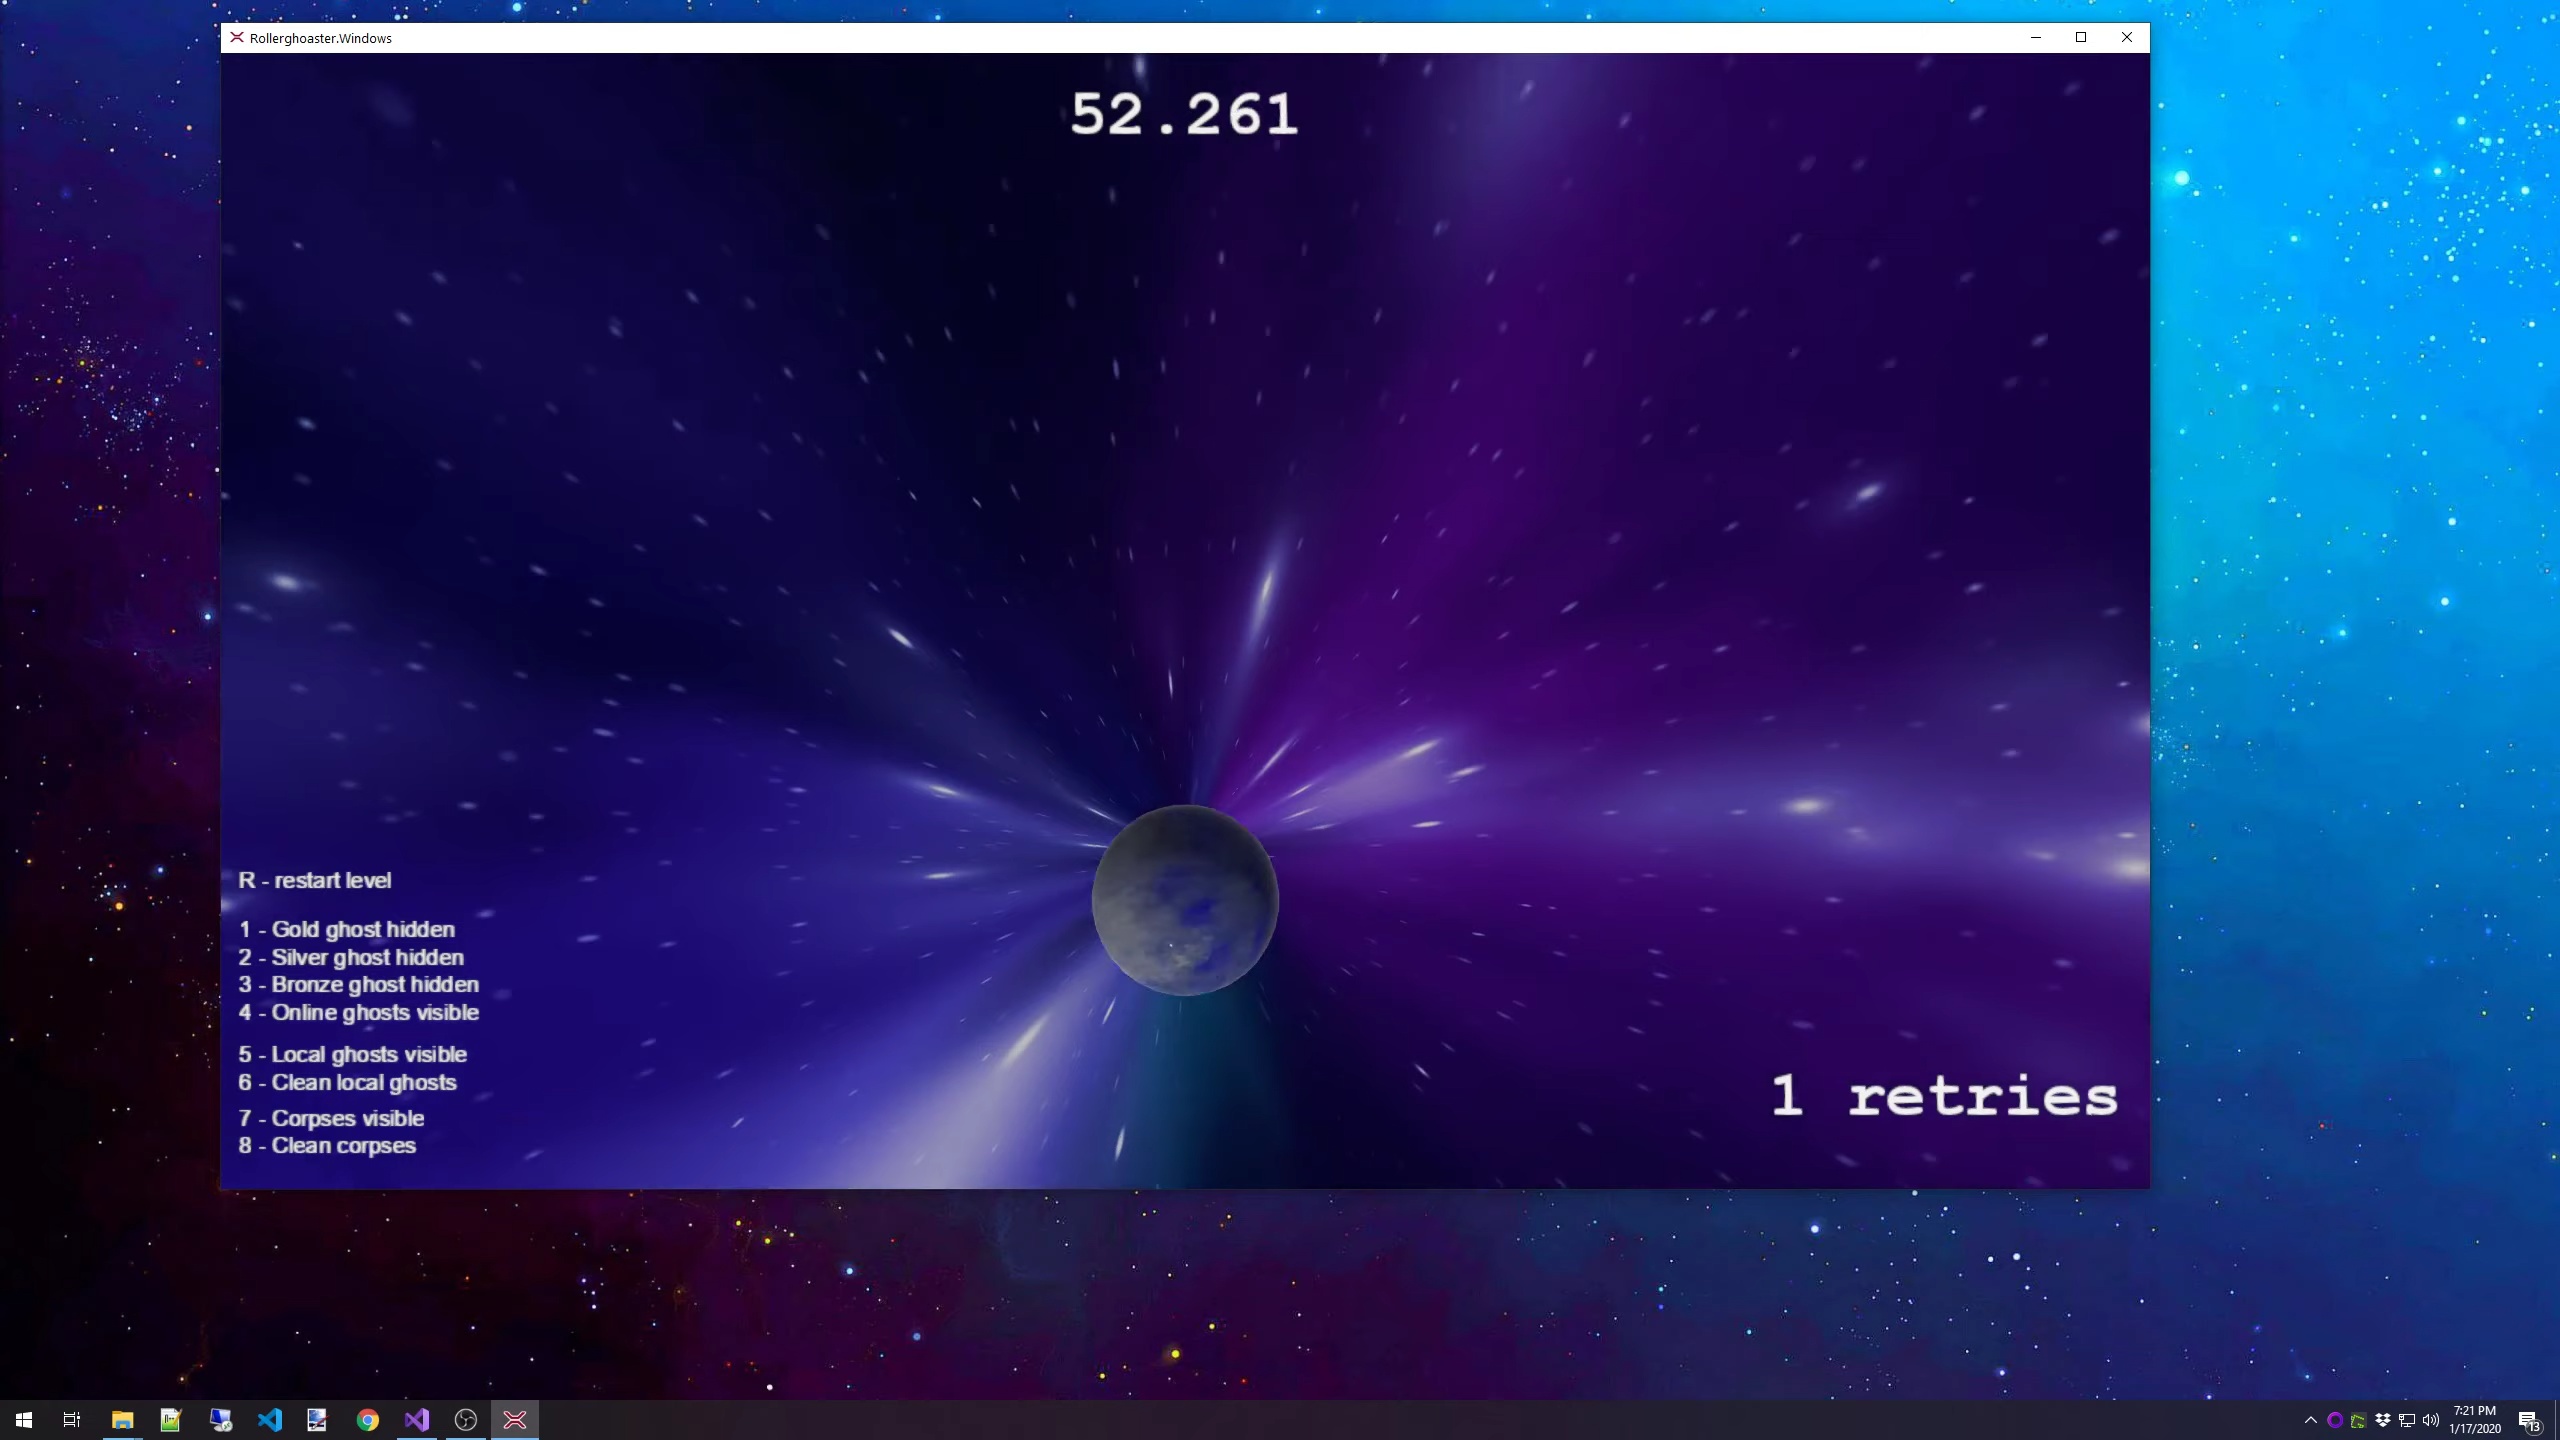 Rollerghoaster.Windows
52.261
R - restart level
1 - Gold ghost hidden
2 - Silver ghost hidden
3 - Bronze ghost hidden
4 - Online ghosts visible
5 - Local ghosts visible
6 - Clean local ghosts
7 - Corpses visible
8 - Clean corpses
1 retries
7:21 PM
1/17/2020
13